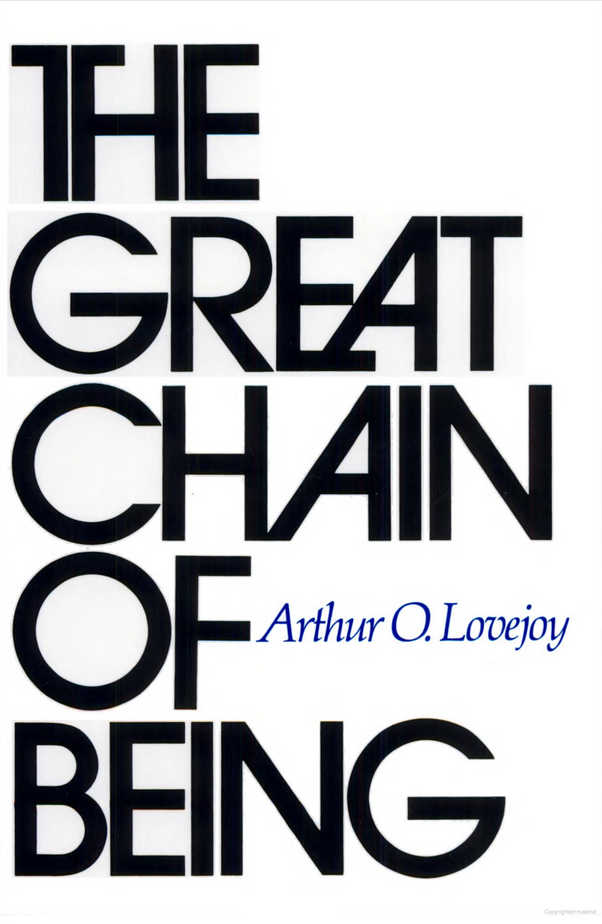 THE
GREAT
CHAIN
OF
Arthur O. Lovejoy
BEING
Copyrighted material